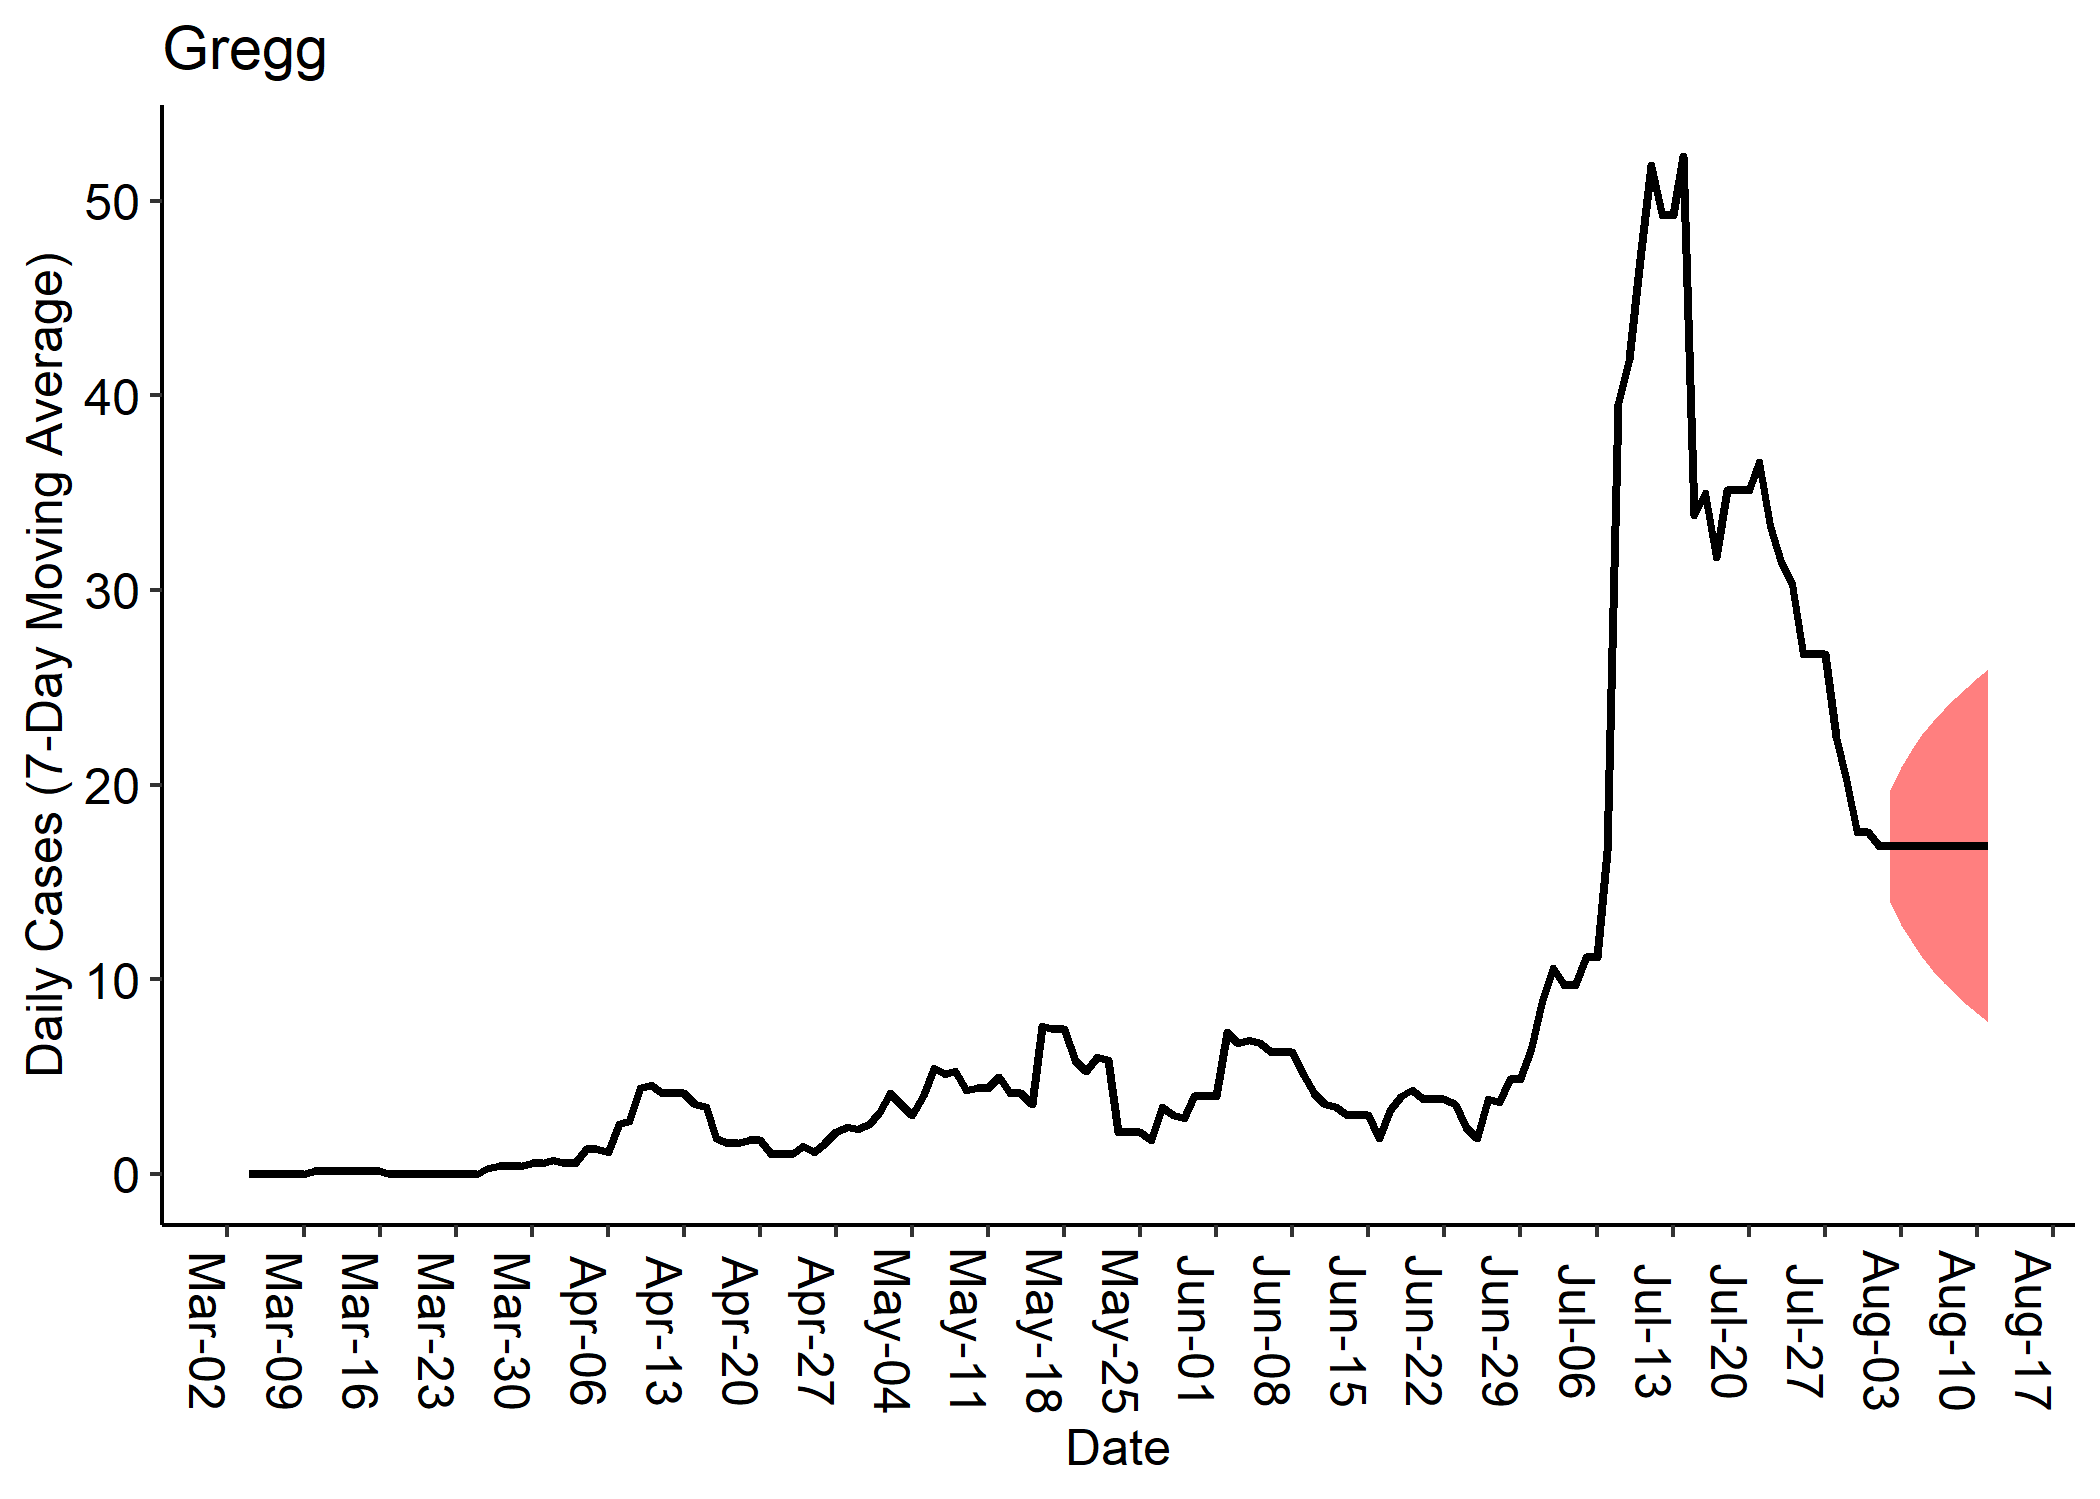 Gregg
Daily Cases (7-Day Moving Average)
50
40
30
20
10
0
Mar-02
Mar-09
Mar-16
Mar-23
Mar-30
Apr-06
Apr-13
Apr-20
Apr-27
May-04
May-11
May-18
May-25
Jun-01
Jun-08
Jun-15
Jun-22
Jun-29
Jul-06
Jul-13
Jul-20
Jul-27
Aug-03
Aug-10
Aug-17
Date